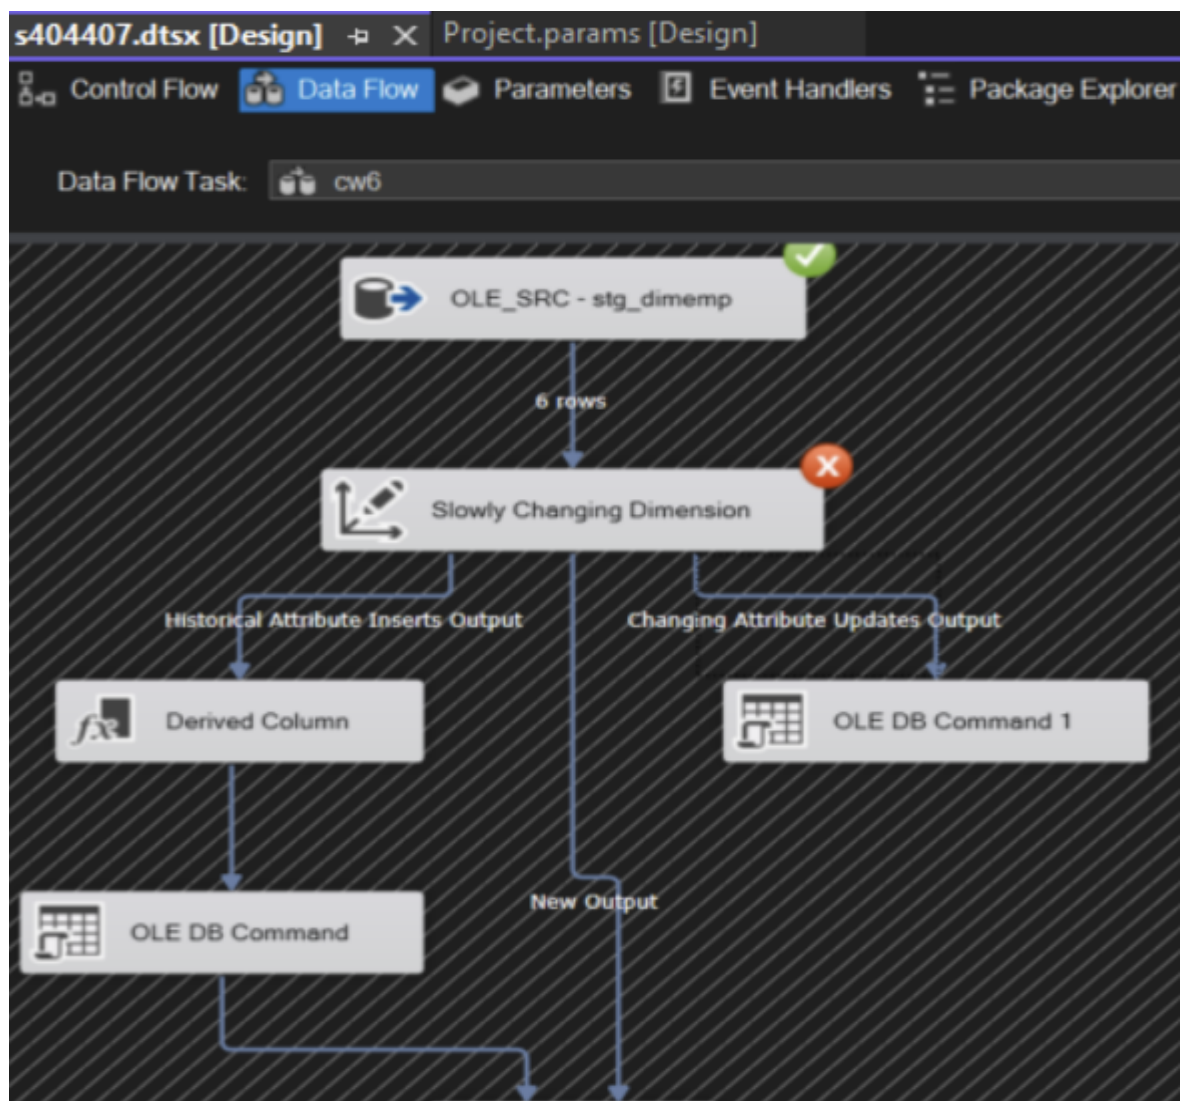 s404407.dtsx [Design] Project.params [Design]
Control Flow Data Flow Parameters Event Handlers Package Explorer
Data Flow Task: cw6
OLE_SRC - stg_dimemp
6 rows
Slowly Changing Dimension
Historical Attribute Inserts Output Changing Attribute Updates Output
fx Derived Column OLE DB Command 1
New Output
OLE DB Command